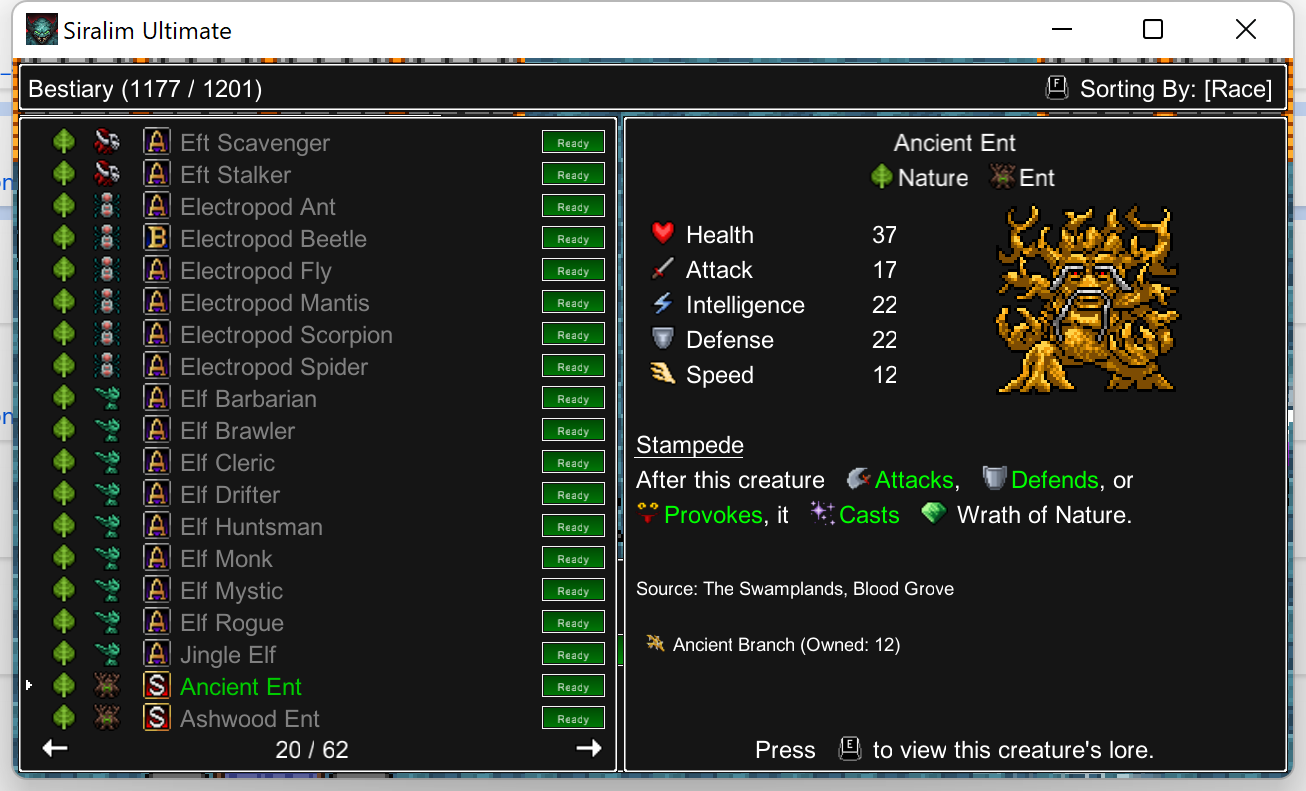 Siralim Ultimate
Bestiary (1177 / 1201)
F Sorting By: [Race]
A Eft Scavenger Ready
A Eft Stalker Ready
A Electropod Ant Ready
B Electropod Beetle Ready
A Electropod Fly Ready
A Electropod Mantis Ready
A Electropod Scorpion Ready
A Electropod Spider Ready
A Elf Barbarian Ready
A Elf Brawler Ready
A Elf Cleric Ready
A Elf Drifter Ready
A Elf Huntsman Ready
A Elf Monk Ready
A Elf Mystic Ready
A Elf Rogue Ready
A Jingle Elf Ready
S Ancient Ent Ready
S Ashwood Ent Ready
20 / 62
Ancient Ent
Nature Ent
Health 37
Attack 17
Intelligence 22
Defense 22
Speed 12
Stampede
After this creature Attacks, Defends, or
Provokes, it Casts Wrath of Nature.
Source: The Swamplands, Blood Grove
Ancient Branch (Owned: 12)
Press E to view this creature's lore.